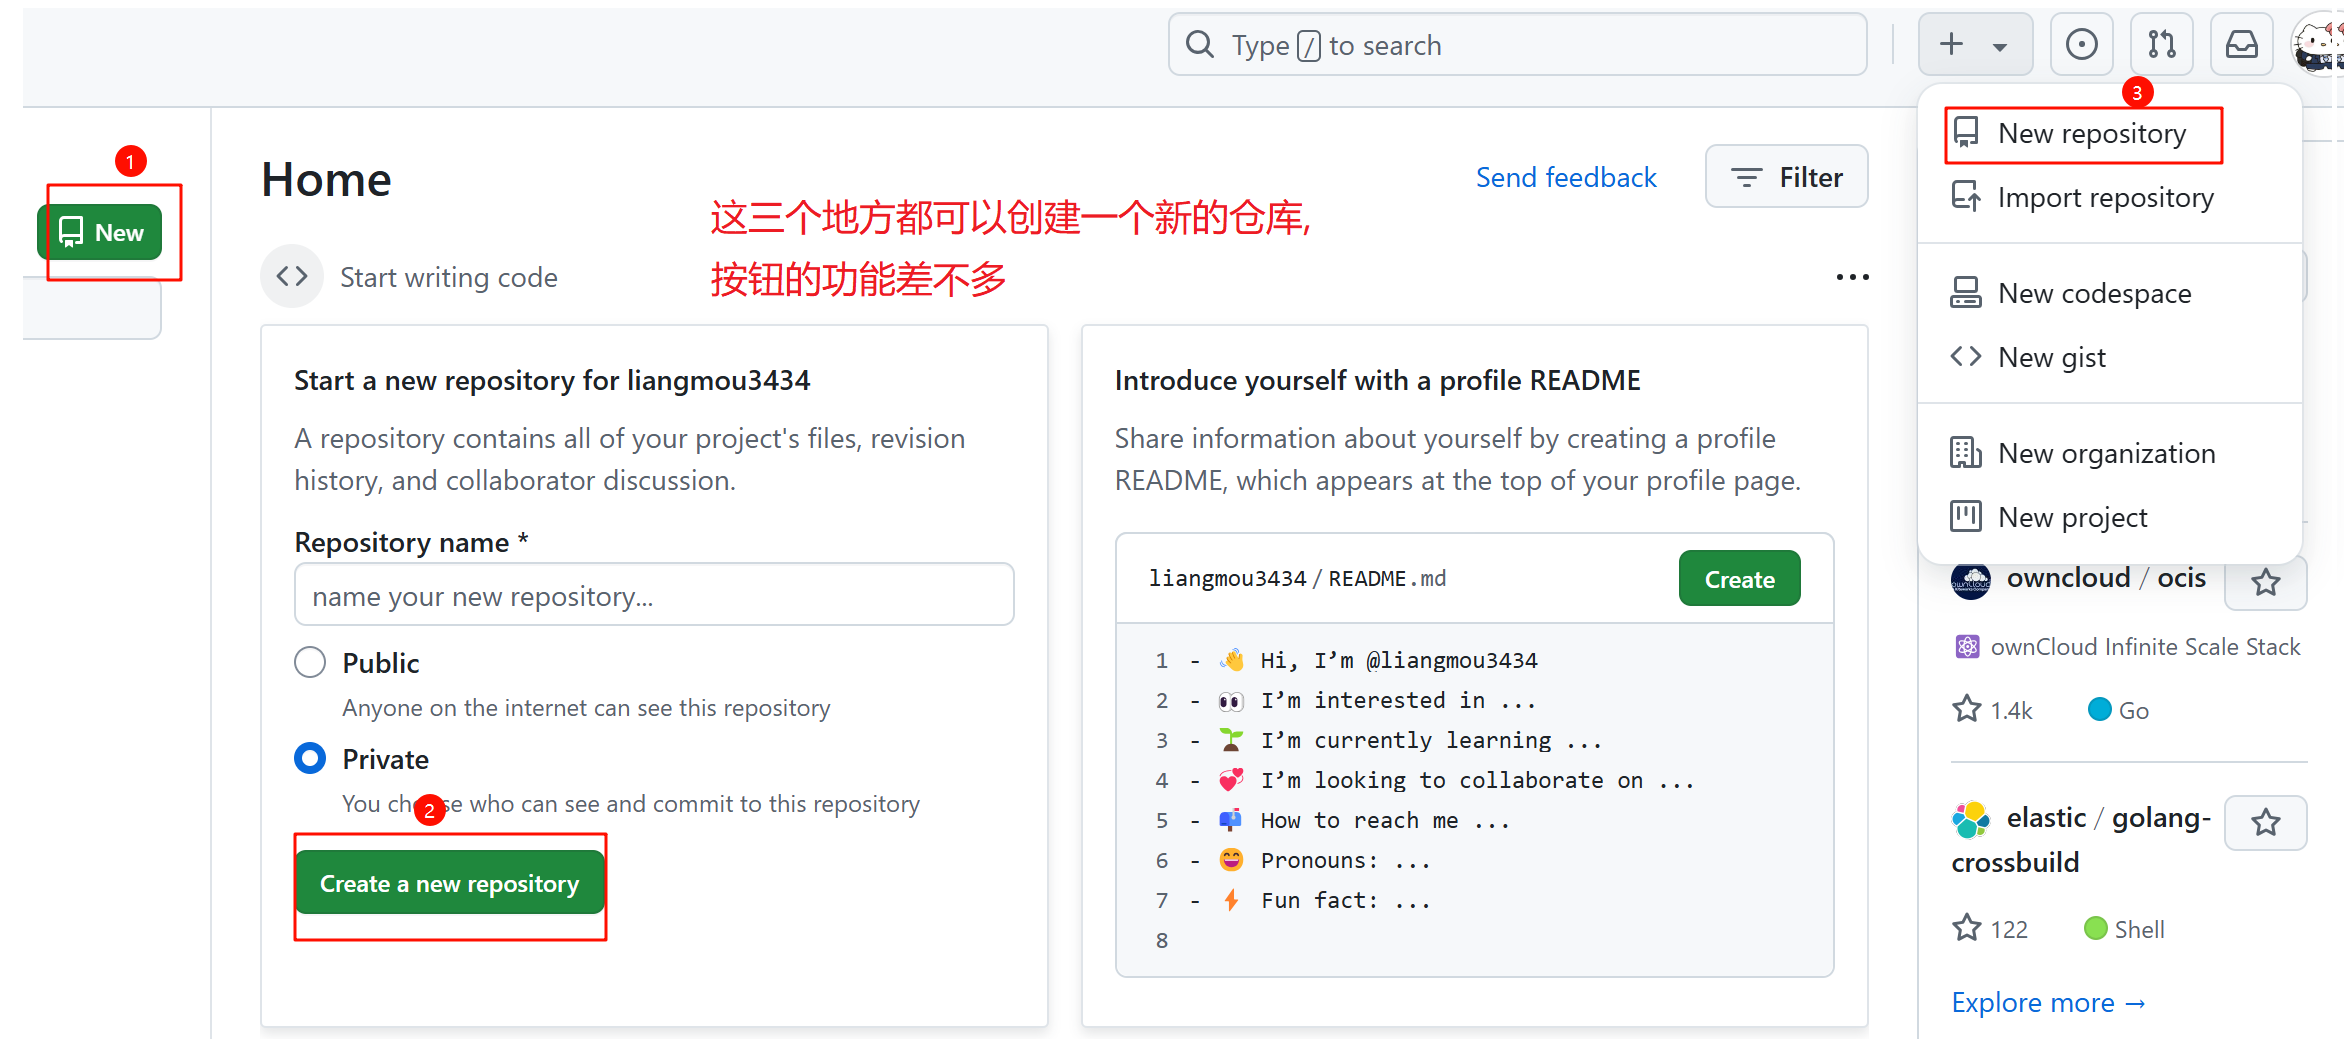 Type / to search
3
New repository
Import repository
New codespace
New gist
New organization
New project
1
New
Home
Send feedback
Filter
这三个地方都可以创建一个新的仓库,
按钮的功能差不多
Start writing code
Start a new repository for liangmou3434
A repository contains all of your project's files, revision
history, and collaborator discussion.
Repository name *
name your new repository...
Public
Anyone on the internet can see this repository
Private
You choose who can see and commit to this repository
2
Create a new repository
Introduce yourself with a profile README
Share information about yourself by creating a profile
README, which appears at the top of your profile page.
liangmou3434 / README.md
Create
1 - 👋 Hi, I’m @liangmou3434
2 - 👀 I’m interested in ...
3 - 🌱 I’m currently learning ...
4 - 💞️ I’m looking to collaborate on ...
5 - 📫 How to reach me ...
6 - 😄 Pronouns: ...
7 - ⚡ Fun fact: ...
8
owncloud / ocis
ownCloud Infinite Scale Stack
1.4k
Go
elastic / golang-
crossbuild
122
Shell
Explore more →